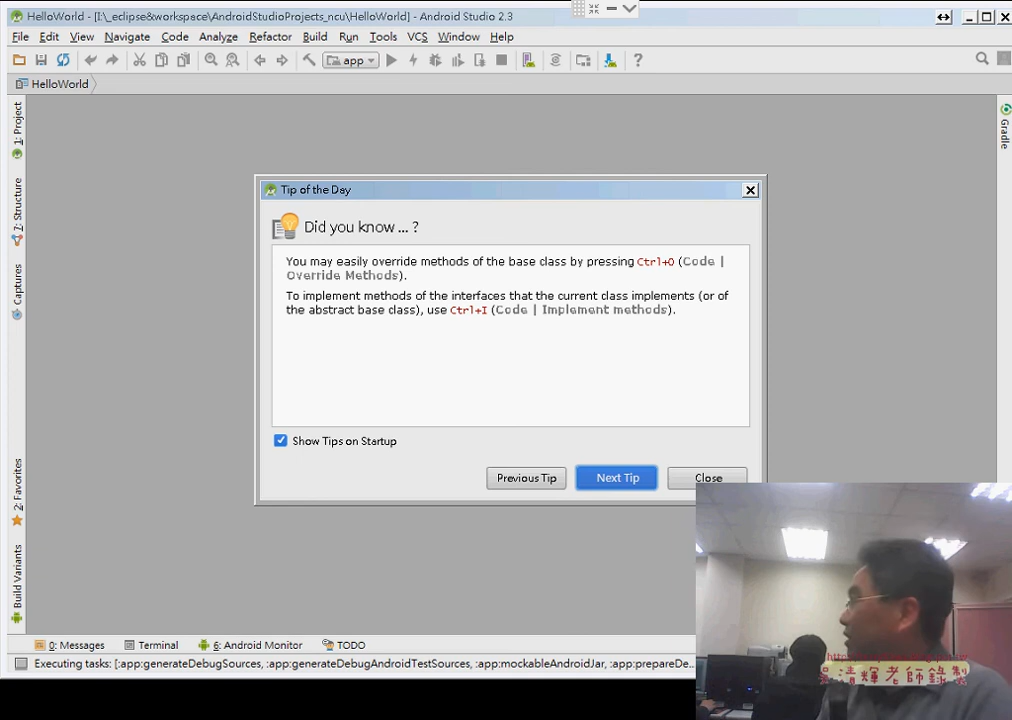 HelloWorld - [I:\_eclipse&workspace\AndroidStudioProjects_ncu\HelloWorld] - Android Studio 2.3
File Edit View Navigate Code Analyze Refactor Build Run Tools VCS Window Help
app
HelloWorld
1: Project
7: Structure
Captures
2: Favorites
Build Variants
Gradle
Tip of the Day
Did you know ... ?
You may easily override methods of the base class by pressing Ctrl+O (Code |
Override Methods).
To implement methods of the interfaces that the current class implements (or of
the abstract base class), use Ctrl+I (Code | Implement methods).
Show Tips on Startup
Previous Tip Next Tip Close
0: Messages Terminal 6: Android Monitor TODO
Executing tasks: [:app:generateDebugSources, :app:generateDebugAndroidTestSources, :app:mockableAndroidJar, :app:prepareDe...
吳清輝老師錄製